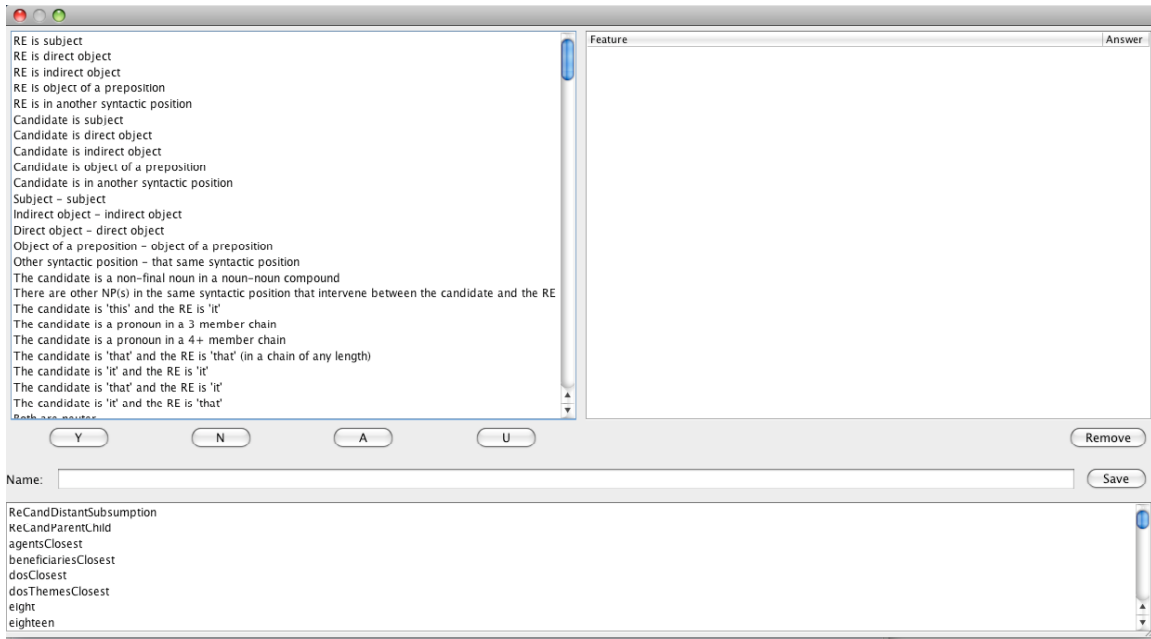 RE is subject
RE is direct object
RE is indirect object
RE is object of a preposition
RE is in another syntactic position
Candidate is subject
Candidate is direct object
Candidate is indirect object
Candidate is object of a preposition
Candidate is in another syntactic position
Subject - subject
Indirect object - indirect object
Direct object - direct object
Object of a preposition - object of a preposition
Other syntactic position - that same syntactic position
The candidate is a non-final noun in a noun-noun compound
There are other NP(s) in the same syntactic position that intervene between the candidate and the RE
The candidate is 'this' and the RE is 'it'
The candidate is a pronoun in a 3 member chain
The candidate is a pronoun in a 4+ member chain
The candidate is 'that' and the RE is 'that' (in a chain of any length)
The candidate is 'it' and the RE is 'it'
The candidate is 'that' and the RE is 'it'
The candidate is 'it' and the RE is 'that'
Both are neuter
Feature Answer
Y N A U
Remove
Name:
Save
ReCandDistantSubsumption
ReCandParentChild
agentsClosest
beneficiariesClosest
dosClosest
dosThemesClosest
eight
eighteen